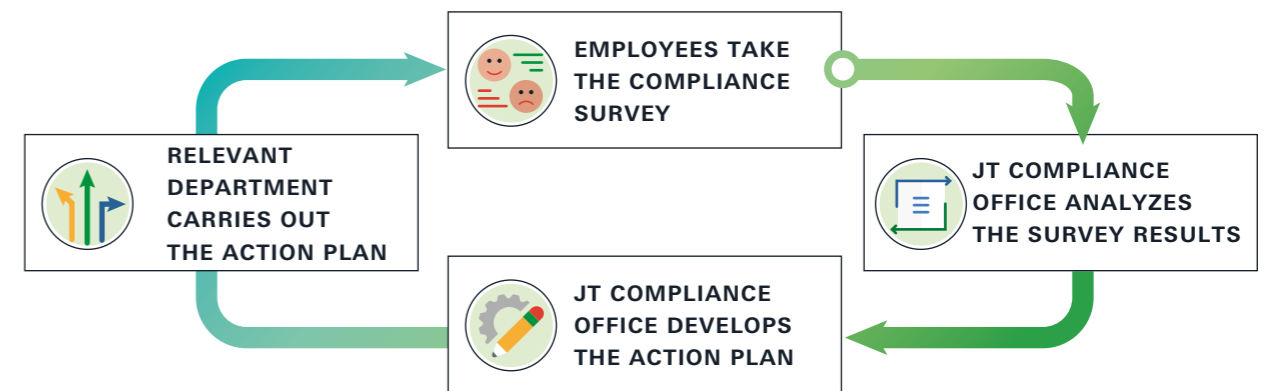 EMPLOYEES TAKE
THE COMPLIANCE
SURVEY
JT COMPLIANCE
OFFICE ANALYZES
THE SURVEY RESULTS
JT COMPLIANCE
OFFICE DEVELOPS
THE ACTION PLAN
RELEVANT
DEPARTMENT
CARRIES OUT
THE ACTION PLAN